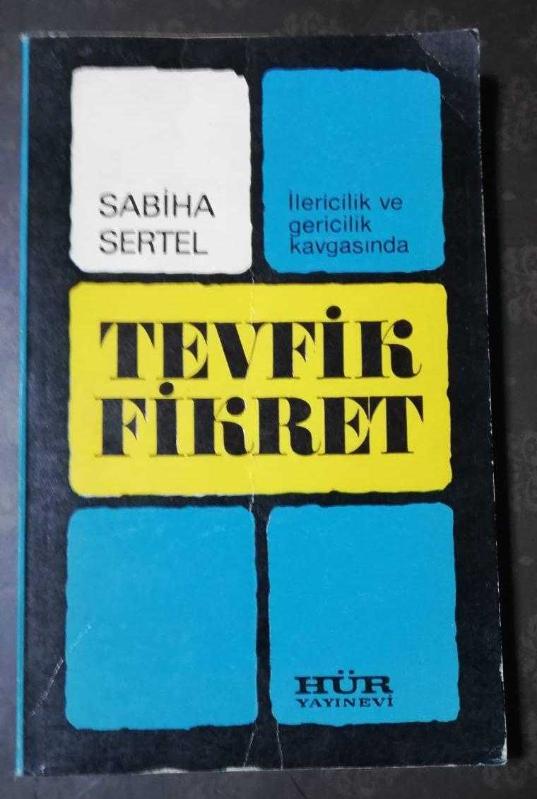 SABİHA
SERTEL
İlericilik ve
gericilik
kavgasında
TEVFİK
FİKRET
HÜR
YAYINEVİ